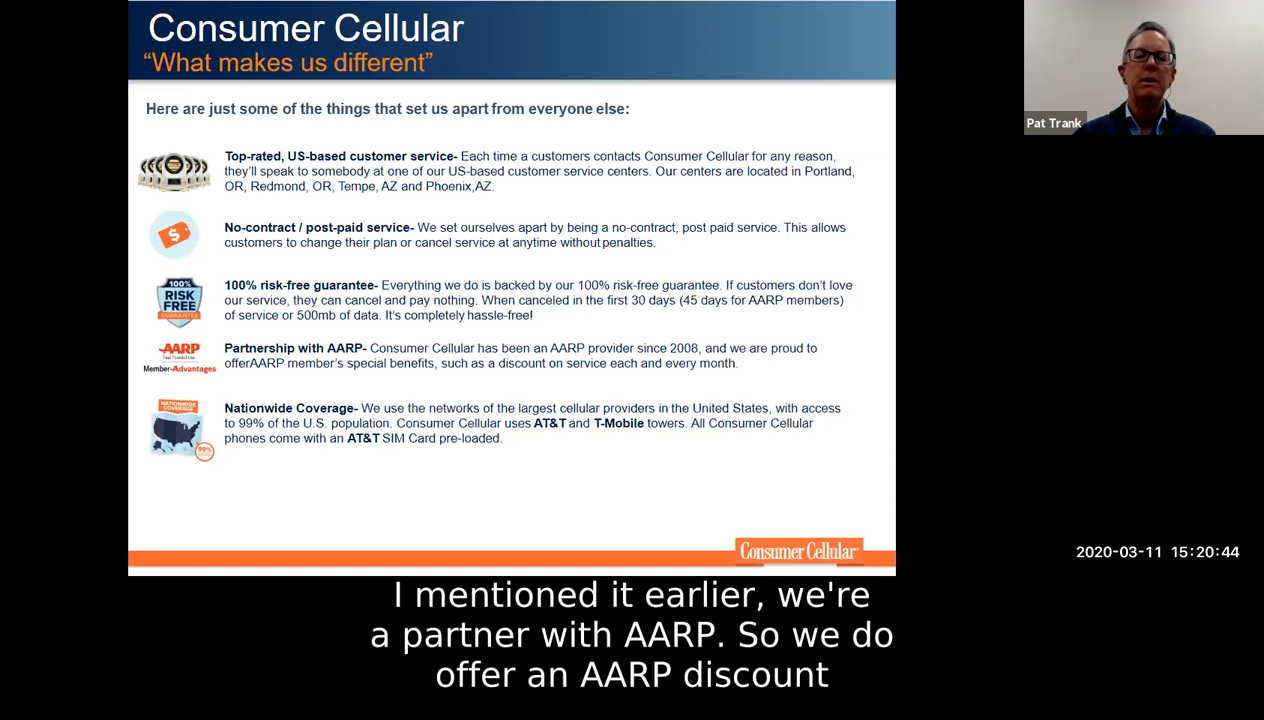 Consumer Cellular
“What makes us different”
Here are just some of the things that set us apart from everyone else:
Top-rated, US-based customer service- Each time a customers contacts Consumer Cellular for any reason,
they’ll speak to somebody at one of our US-based customer service centers. Our centers are located in Portland,
OR, Redmond, OR, Tempe, AZ and Phoenix,AZ.
No-contract / post-paid service- We set ourselves apart by being a no-contract, post paid service. This allows
customers to change their plan or cancel service at anytime without penalties.
100%
RISK
FREE
GUARANTEE
100% risk-free guarantee- Everything we do is backed by our 100% risk-free guarantee. If customers don’t love
our service, they can cancel and pay nothing. When canceled in the first 30 days (45 days for AARP members)
of service or 500mb of data. It’s completely hassle-free!
AARP
Member-Advantages
Partnership with AARP- Consumer Cellular has been an AARP provider since 2008, and we are proud to
offerAARP member’s special benefits, such as a discount on service each and every month.
NATIONWIDE
COVERAGE
99%
Nationwide Coverage- We use the networks of the largest cellular providers in the United States, with access
to 99% of the U.S. population. Consumer Cellular uses AT&T and T-Mobile towers. All Consumer Cellular
phones come with an AT&T SIM Card pre-loaded.
Consumer Cellular
Pat Trank
2020-03-11 15:20:44
I mentioned it earlier, we're
a partner with AARP. So we do
offer an AARP discount